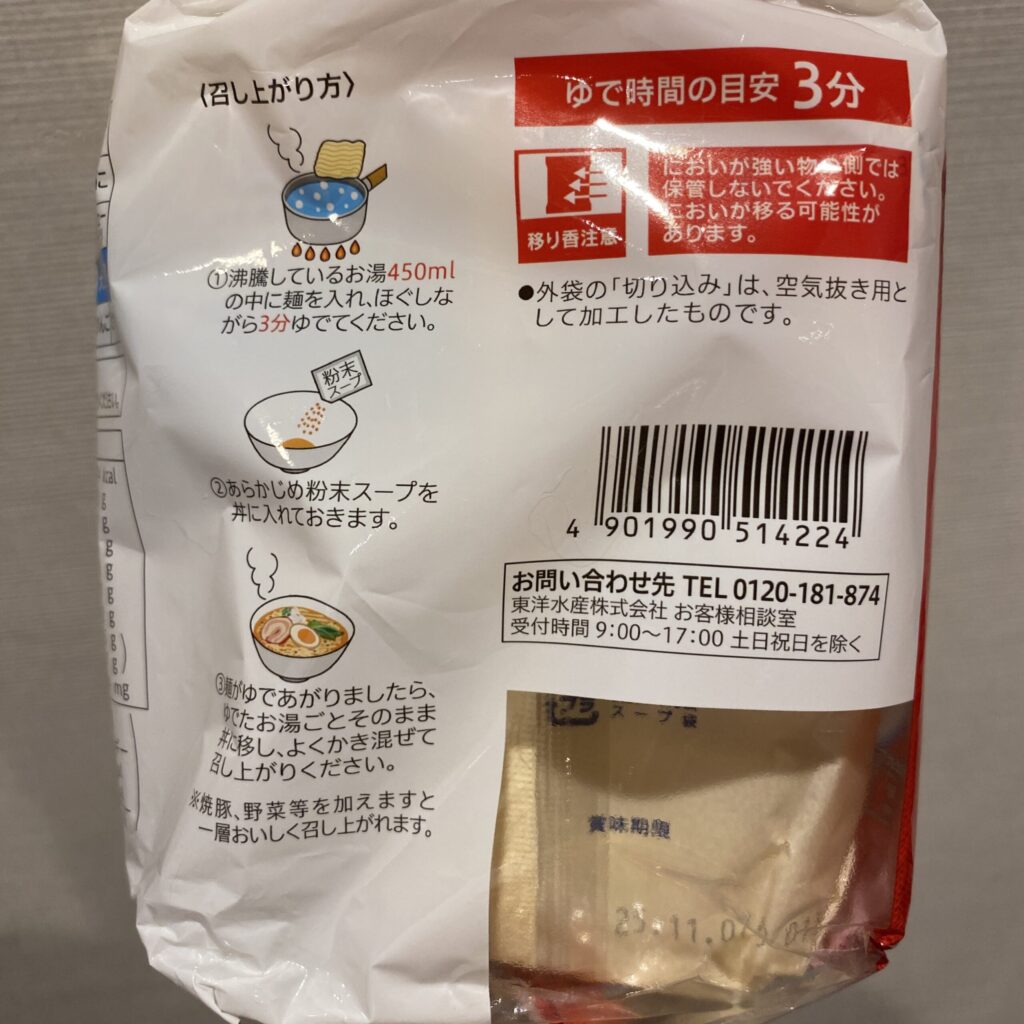 〈召し上がり方〉
①沸騰しているお湯450ml
の中に麺を入れ、ほぐしな
がら3分ゆでてください。
粉末
スープ
②あらかじめ粉末スープを
丼に入れておきます。
③麺がゆであがりましたら、
ゆでたお湯ごとそのまま
丼に移し、よくかき混ぜて
召し上がりください。
※焼豚、野菜等を加えますと
一層おいしく召し上がれます。
ゆで時間の目安 3分
移り香注意
においが強い物の側では
保管しないでください。
においが移る可能性が
あります。
●外袋の「切り込み」は、空気抜き用と
して加工したものです。
4 901990 514224
お問い合わせ先 TEL 0120-181-874
東洋水産株式会社 お客様相談室
受付時間 9:00〜17:00 土日祝日を除く
プラ
スープ袋
賞味期限
kcal
g
g
g
g
g
g
g
g)
mg